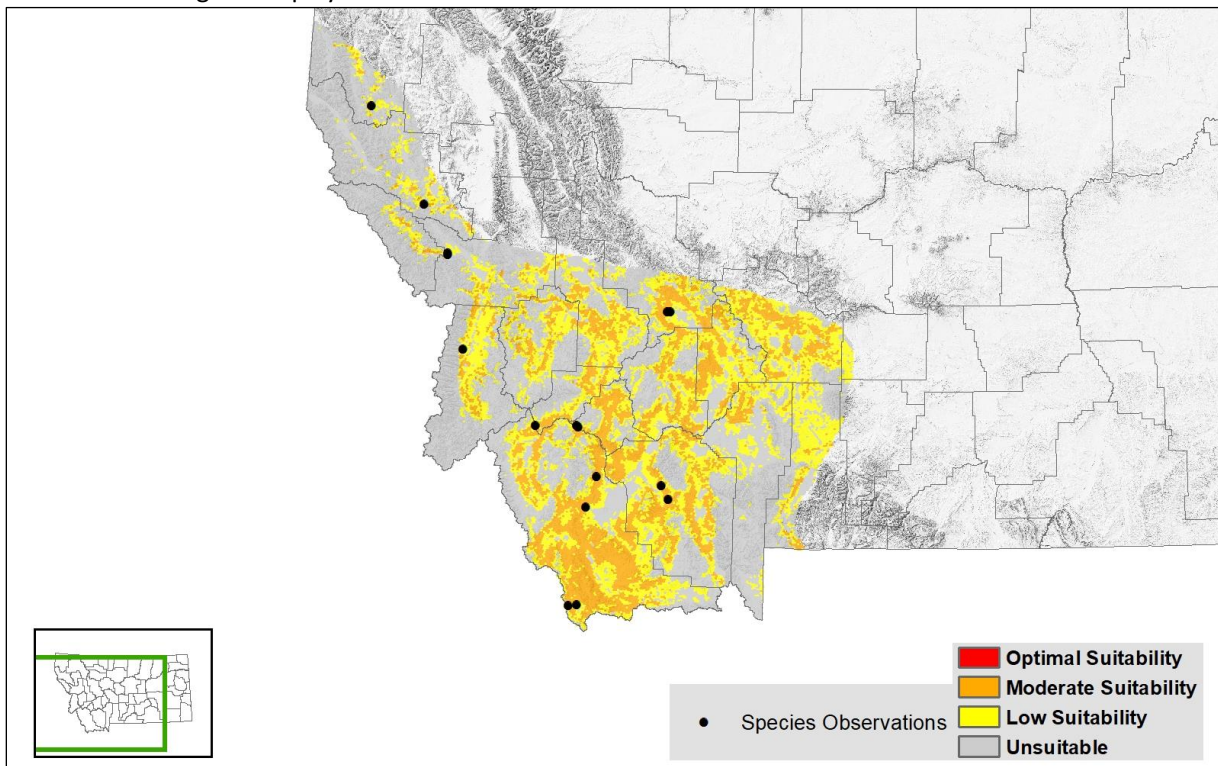 Optimal Suitability
Moderate Suitability
Species Observations
Low Suitability
Unsuitable